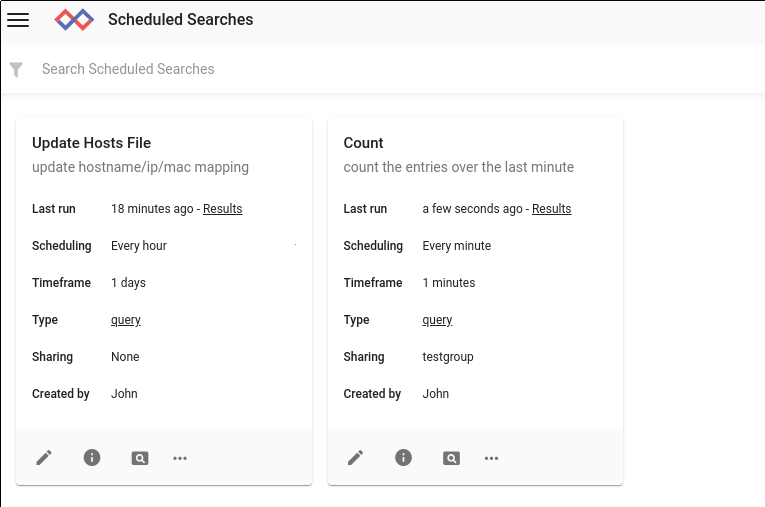 Scheduled Searches
Search Scheduled Searches
Update Hosts File
update hostname/ip/mac mapping
Last run 18 minutes ago - Results
Scheduling Every hour
Timeframe 1 days
Type query
Sharing None
Created by John
Count
count the entries over the last minute
Last run a few seconds ago - Results
Scheduling Every minute
Timeframe 1 minutes
Type query
Sharing testgroup
Created by John